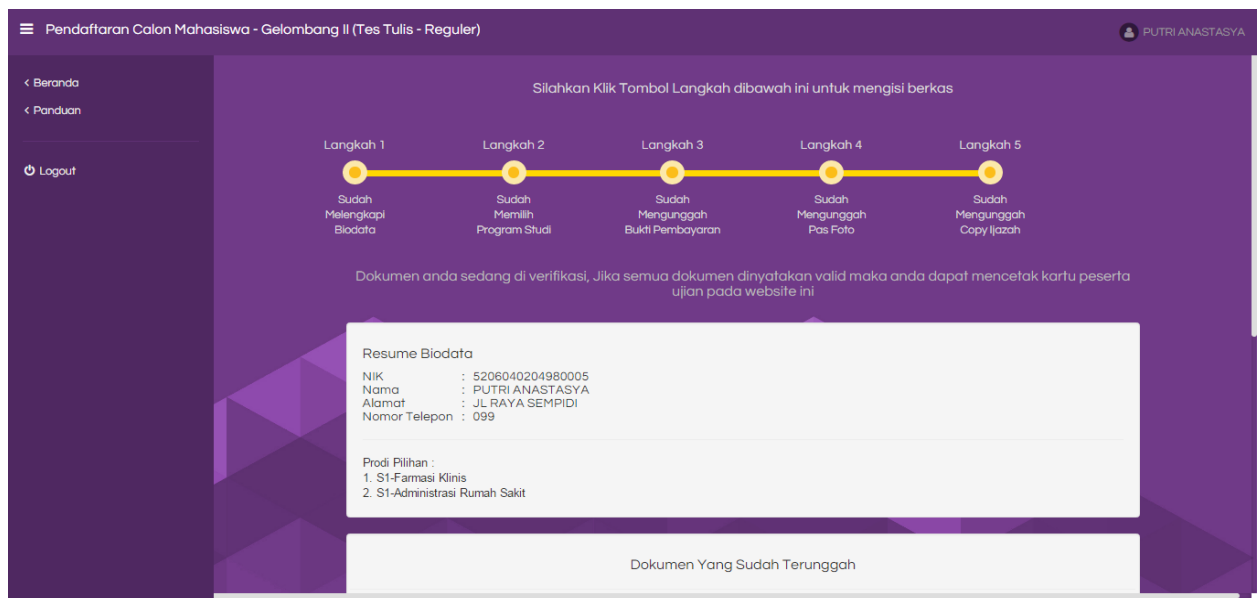 Pendaftaran Calon Mahasiswa - Gelombang II (Tes Tulis - Reguler)
PUTRI ANASTASYA
< Beranda
< Panduan
Logout
Silahkan Klik Tombol Langkah dibawah ini untuk mengisi berkas
Langkah 1 Langkah 2 Langkah 3 Langkah 4 Langkah 5
Sudah Melengkapi Biodata
Sudah Memilih Program Studi
Sudah Mengunggah Bukti Pembayaran
Sudah Mengunggah Pas Foto
Sudah Mengunggah Copy Ijazah
Dokumen anda sedang di verifikasi, Jika semua dokumen dinyatakan valid maka anda dapat mencetak kartu peserta
ujian pada website ini
Resume Biodata
NIK : 5206040204980005
Nama : PUTRI ANASTASYA
Alamat : JL RAYA SEMPIDI
Nomor Telepon : 099
Prodi Pilihan :
1. S1-Farmasi Klinis
2. S1-Administrasi Rumah Sakit
Dokumen Yang Sudah Terunggah